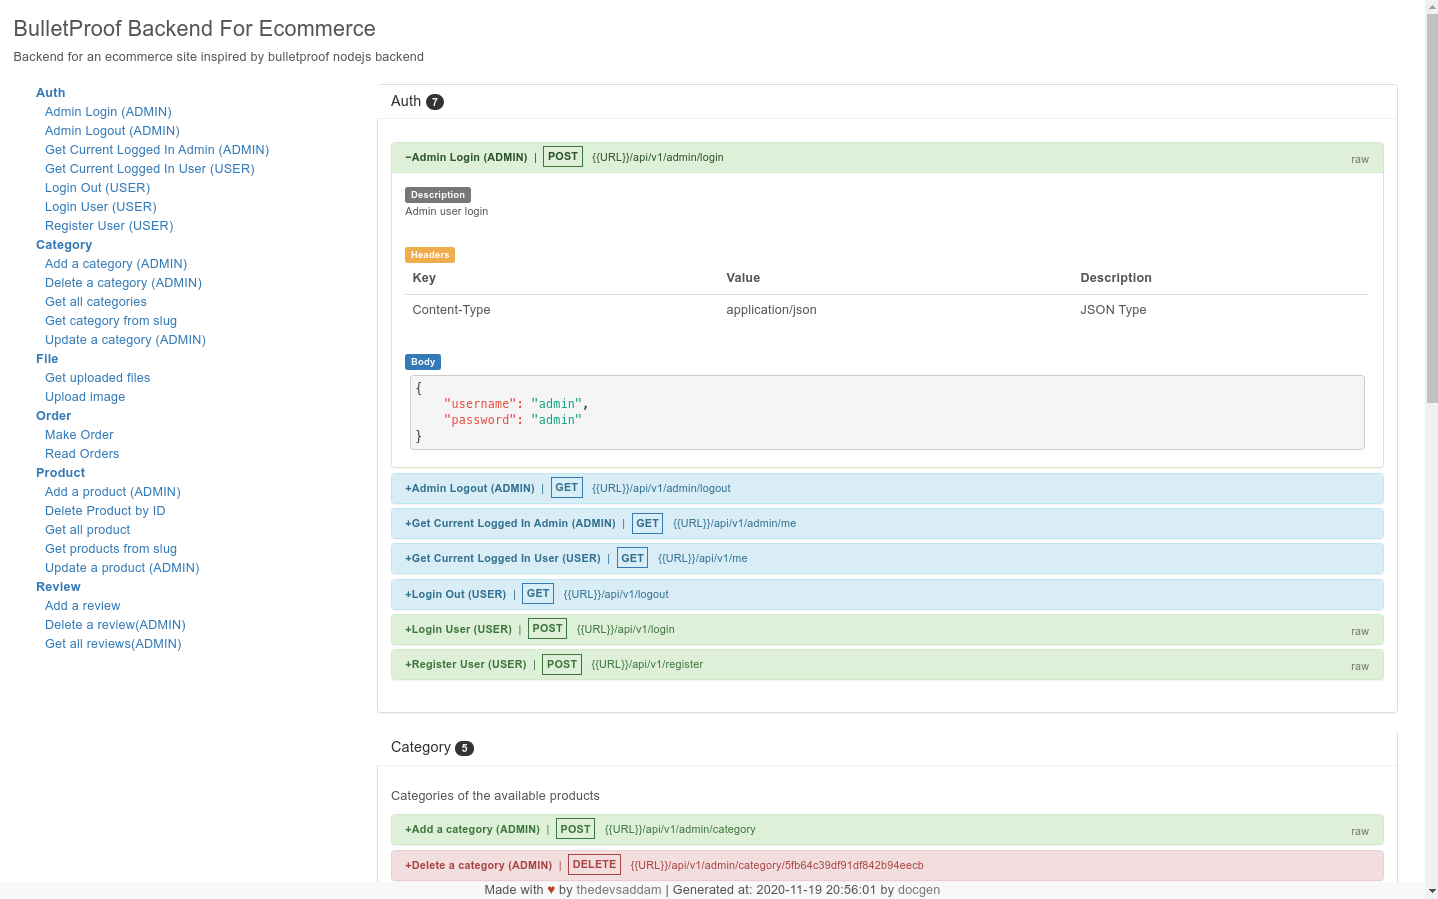 BulletProof Backend For Ecommerce
Backend for an ecommerce site inspired by bulletproof nodejs backend
Auth
Admin Login (ADMIN)
Admin Logout (ADMIN)
Get Current Logged In Admin (ADMIN)
Get Current Logged In User (USER)
Login Out (USER)
Login User (USER)
Register User (USER)
Category
Add a category (ADMIN)
Delete a category (ADMIN)
Get all categories
Get category from slug
Update a category (ADMIN)
File
Get uploaded files
Upload image
Order
Make Order
Read Orders
Product
Add a product (ADMIN)
Delete Product by ID
Get all product
Get products from slug
Update a product (ADMIN)
Review
Add a review
Delete a review(ADMIN)
Get all reviews(ADMIN)
Auth 7
−Admin Login (ADMIN) | POST {{URL}}/api/v1/admin/login raw
Description
Admin user login
Headers
Key Value Description
Content-Type application/json JSON Type
Body
{
"username": "admin",
"password": "admin"
}
+Admin Logout (ADMIN) | GET {{URL}}/api/v1/admin/logout
+Get Current Logged In Admin (ADMIN) | GET {{URL}}/api/v1/admin/me
+Get Current Logged In User (USER) | GET {{URL}}/api/v1/me
+Login Out (USER) | GET {{URL}}/api/v1/logout
+Login User (USER) | POST {{URL}}/api/v1/login raw
+Register User (USER) | POST {{URL}}/api/v1/register raw
Category 5
Categories of the available products
+Add a category (ADMIN) | POST {{URL}}/api/v1/admin/category raw
+Delete a category (ADMIN) | DELETE {{URL}}/api/v1/admin/category/5fb64c39df91df842b94eecb
Made with ♥ by thedevsaddam | Generated at: 2020-11-19 20:56:01 by docgen